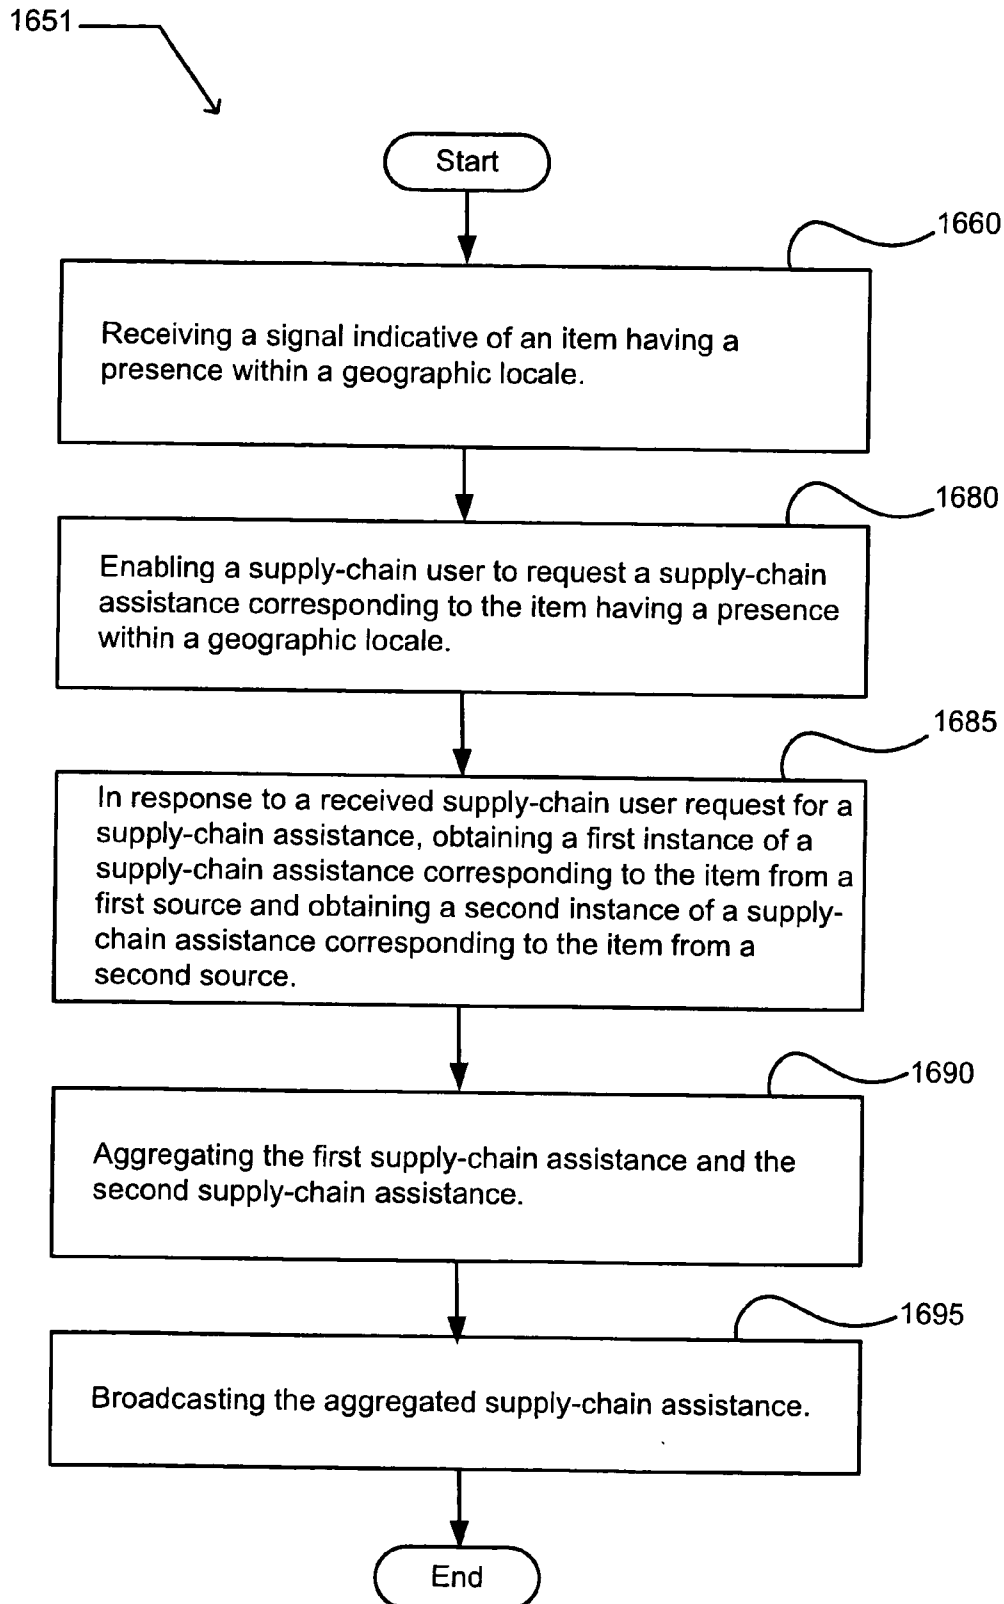 1651
Start
1660
Receiving a signal indicative of an item having a
presence within a geographic locale.
1680
Enabling a supply-chain user to request a supply-chain
assistance corresponding to the item having a presence
within a geographic locale.
1685
In response to a received supply-chain user request for a
supply-chain assistance, obtaining a first instance of a
supply-chain assistance corresponding to the item from a
first source and obtaining a second instance of a supply-
chain assistance corresponding to the item from a
second source.
1690
Aggregating the first supply-chain assistance and the
second supply-chain assistance.
1695
Broadcasting the aggregated supply-chain assistance.
End